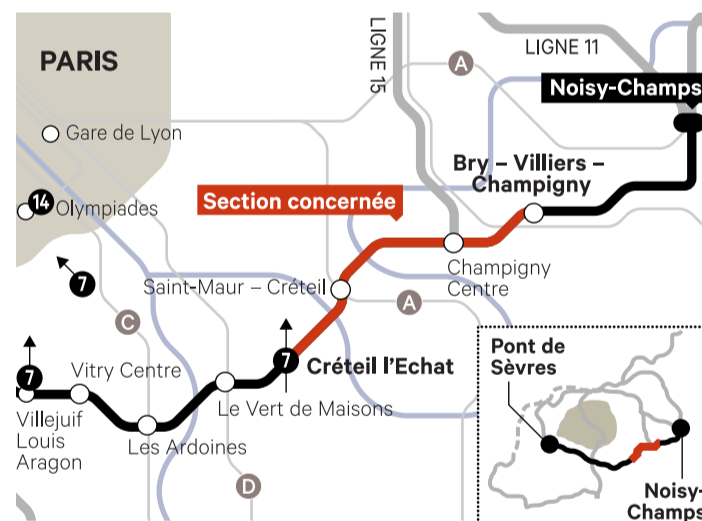 PARIS
LIGNE 15
A
LIGNE 11
Noisy-Champs
Gare de Lyon
Bry – Villiers –
Champigny
14
Olympiades
Section concernée
7
Saint-Maur – Créteil
Champigny
Centre
C
A
7
Vitry Centre
7
Créteil l'Echat
Pont de
Sèvres
Villejuif
Louis
Aragon
Les Ardoines
Le Vert de Maisons
D
Noisy-
Champs